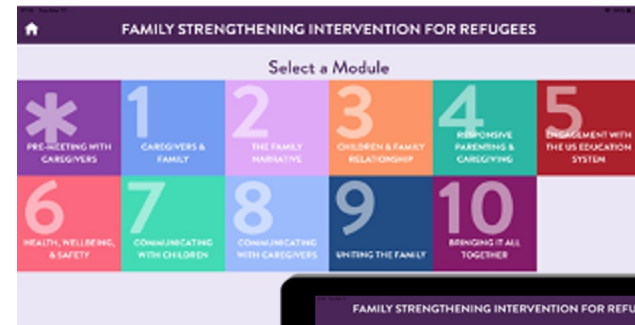 FAMILY STRENGTHENING INTERVENTION FOR REFUGEES
Select a Module
*
PRE-MEETING WITH
CAREGIVERS
1
CAREGIVERS &
FAMILY
2
THE FAMILY
NARRATIVE
3
CHILDREN & FAMILY
RELATIONSHIP
4
RESPONSIVE
PARENTING &
CAREGIVING
5
ENGAGEMENT WITH
THE US EDUCATION
SYSTEM
6
HEALTH, WELLBEING,
& SAFETY
7
COMMUNICATING
WITH CHILDREN
8
COMMUNICATING
WITH CAREGIVERS
9
UNITING THE FAMILY
10
BRINGING IT ALL
TOGETHER
FAMILY STRENGTHENING INTERVENTION FOR REFU